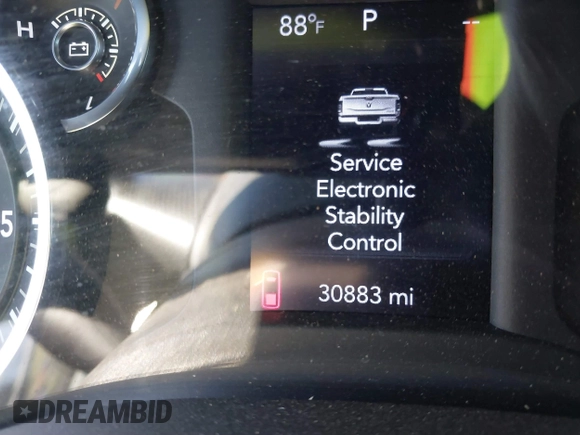 H
88°F P --
L
Service
Electronic
Stability
Control
5
30883 mi
DREAMBID